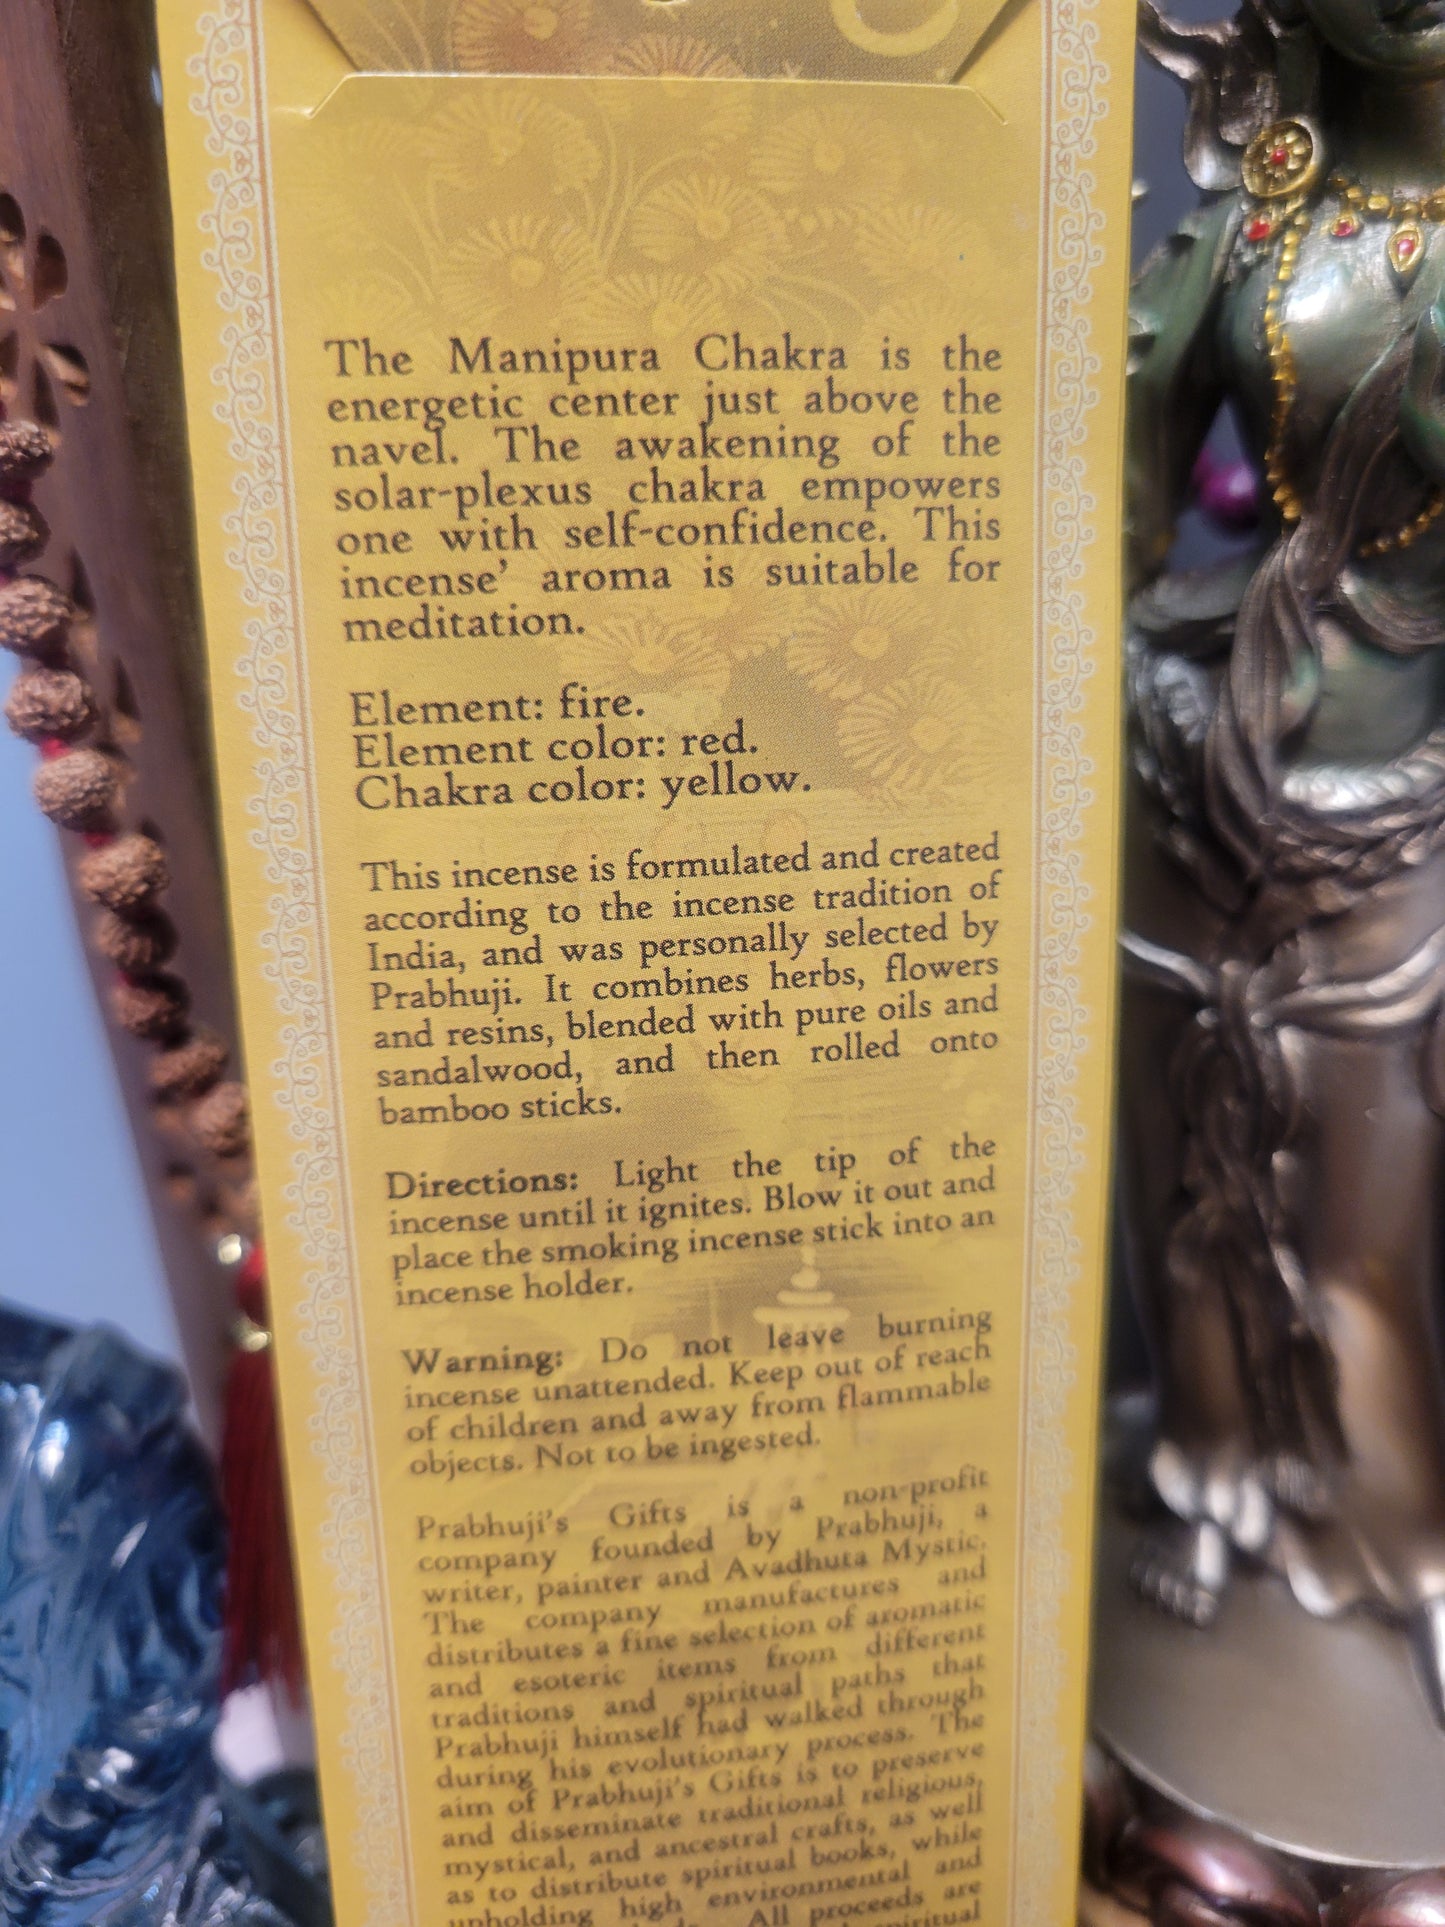 The Manipura Chakra is the
energetic center just above the
navel. The awakening of the
solar-plexus chakra empowers
one with self-confidence. This
incense' aroma is suitable for
meditation.
Element: fire.
Element color: red.
Chakra color: yellow.
This incense is formulated and created
according to the incense tradition of
India, and was personally selected by
Prabhuji. It combines herbs, flowers
and resins, blended with pure oils and
sandalwood, and then rolled onto
bamboo sticks.
Directions: Light the tip of the
incense until it ignites. Blow it out and
place the smoking incense stick into an
incense holder.
Warning: Do not leave burning
incense unattended. Keep out of reach
of children and away from flammable
objects. Not to be ingested.
Prabhuji's Gifts is a non-profit
company founded by Prabhuji, a
writer, painter and Avadhuta Mystic.
The company manufactures and
distributes a fine selection of aromatic
and esoteric items from different
traditions and spiritual paths that
Prabhuji himself had walked through
during his evolutionary process. The
aim of Prabhuji's Gifts is to preserve
and disseminate traditional religious,
mystical, and ancestral crafts, as well
as to distribute spiritual books, while
upholding high environmental and
All proceeds are
spiritual